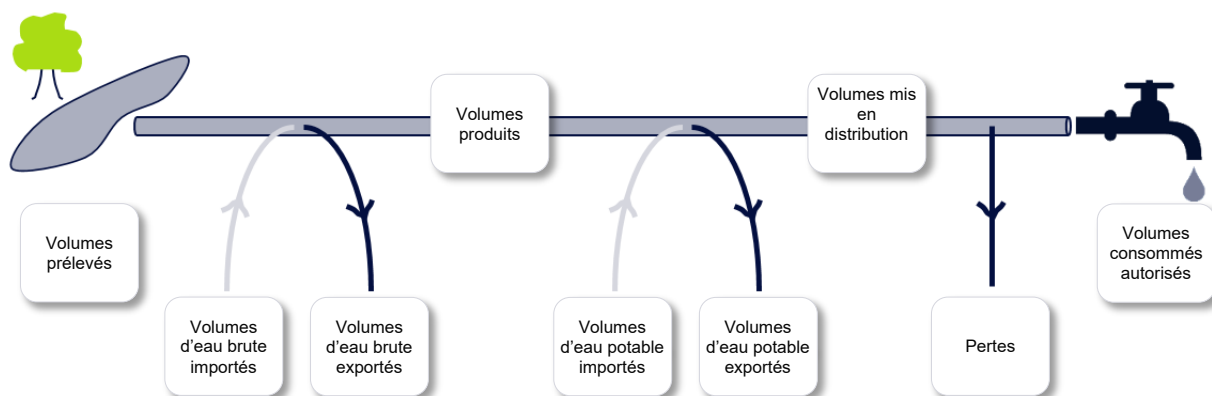 Volumes
prélevés
Volumes
d'eau brute
importés
Volumes
d'eau brute
exportés
Volumes
produits
Volumes
d'eau potable
importés
Volumes
d'eau potable
exportés
Volumes mis
en
distribution
Pertes
Volumes
consommés
autorisés